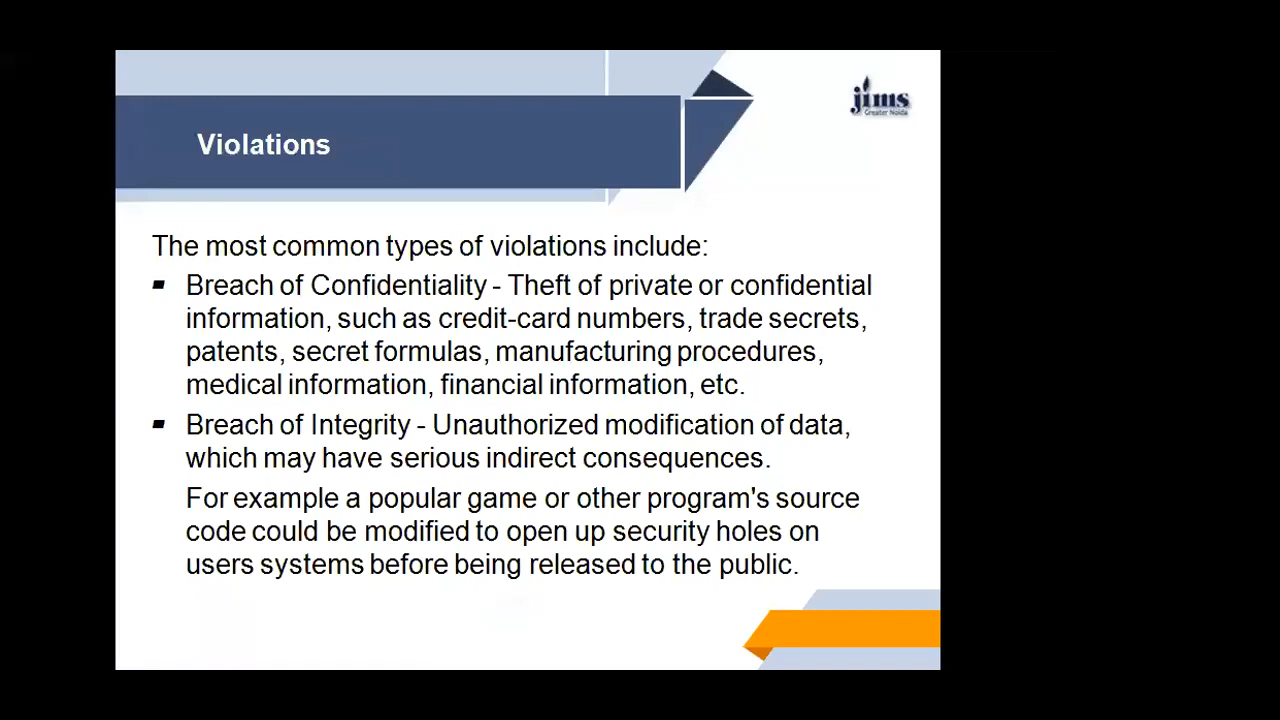 jims
Greater Noida
Violations
The most common types of violations include:
Breach of Confidentiality - Theft of private or confidential
information, such as credit-card numbers, trade secrets,
patents, secret formulas, manufacturing procedures,
medical information, financial information, etc.
Breach of Integrity - Unauthorized modification of data,
which may have serious indirect consequences.
For example a popular game or other program's source
code could be modified to open up security holes on
users systems before being released to the public.